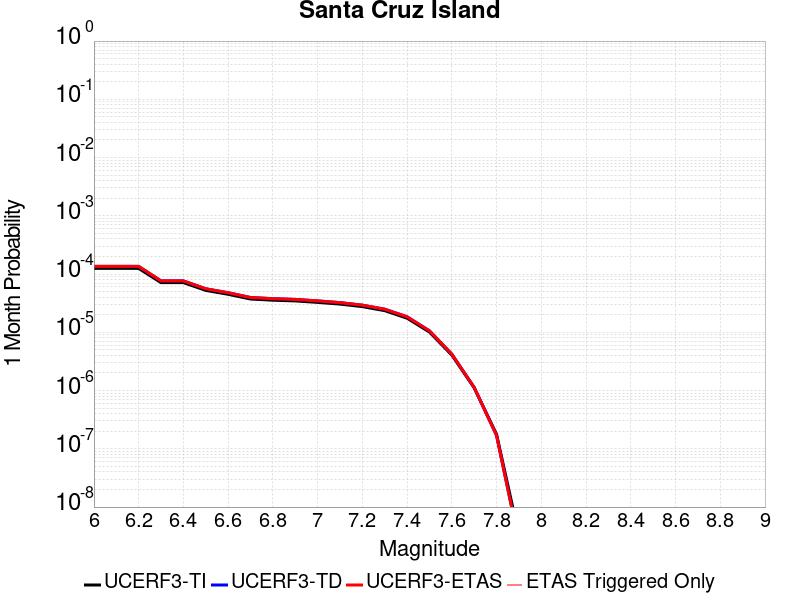 Santa Cruz Island
1 Month Probability
10^0
10^-1
10^-2
10^-3
10^-4
10^-5
10^-6
10^-7
10^-8
6 6.2 6.4 6.6 6.8 7 7.2 7.4 7.6 7.8 8 8.2 8.4 8.6 8.8 9
Magnitude
UCERF3-TI UCERF3-TD UCERF3-ETAS ETAS Triggered Only